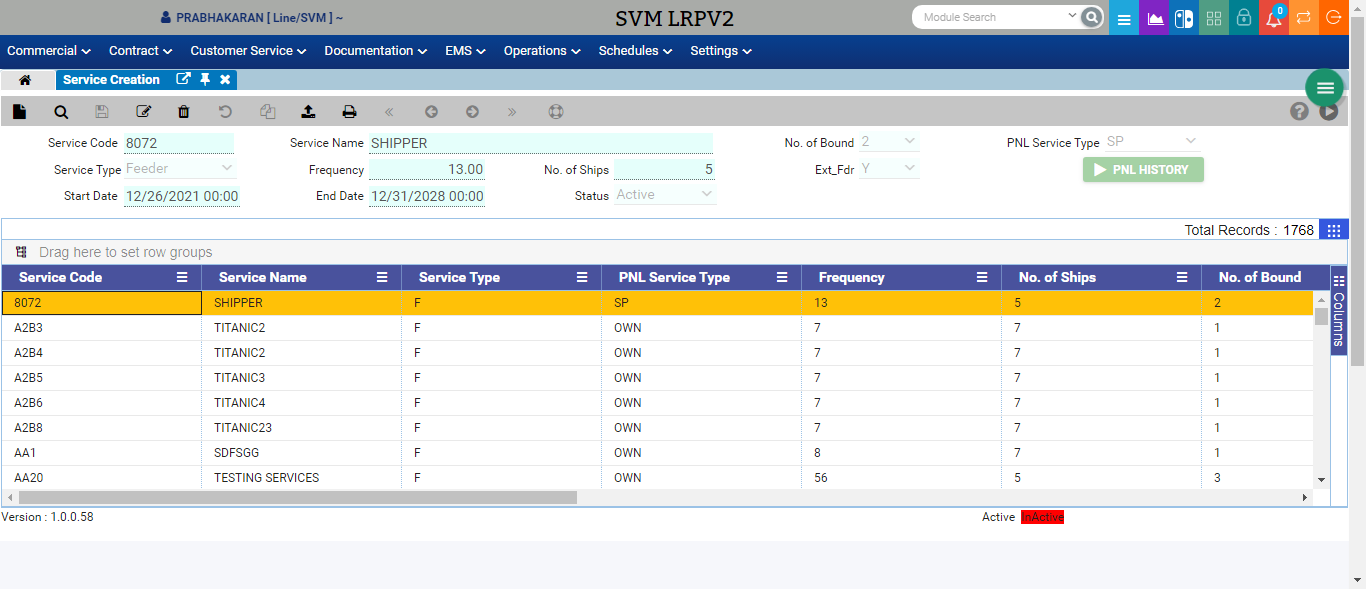 PRABHAKARAN [ Line/SVM ] ~ SVM LRPV2 Module Search 0
Commercial Contract Customer Service Documentation EMS Operations Schedules Settings
Service Creation
Service Code 8072 Service Name SHIPPER No. of Bound 2 PNL Service Type SP
Service Type Feeder Frequency 13.00 No. of Ships 5 Ext_Fdr Y PNL HISTORY
Start Date 12/26/2021 00:00 End Date 12/31/2028 00:00 Status Active
Total Records : 1768
Drag here to set row groups
Service Code Service Name Service Type PNL Service Type Frequency No. of Ships No. of Bound
Columns
8072 SHIPPER F SP 13 5 2
A2B3 TITANIC2 F OWN 7 7 1
A2B4 TITANIC2 F OWN 7 7 1
A2B5 TITANIC3 F OWN 7 7 1
A2B6 TITANIC4 F OWN 7 7 1
A2B8 TITANIC23 F OWN 7 7 1
AA1 SDFSGG F OWN 8 7 1
AA20 TESTING SERVICES F OWN 56 5 3
Version : 1.0.0.58 Active InActive